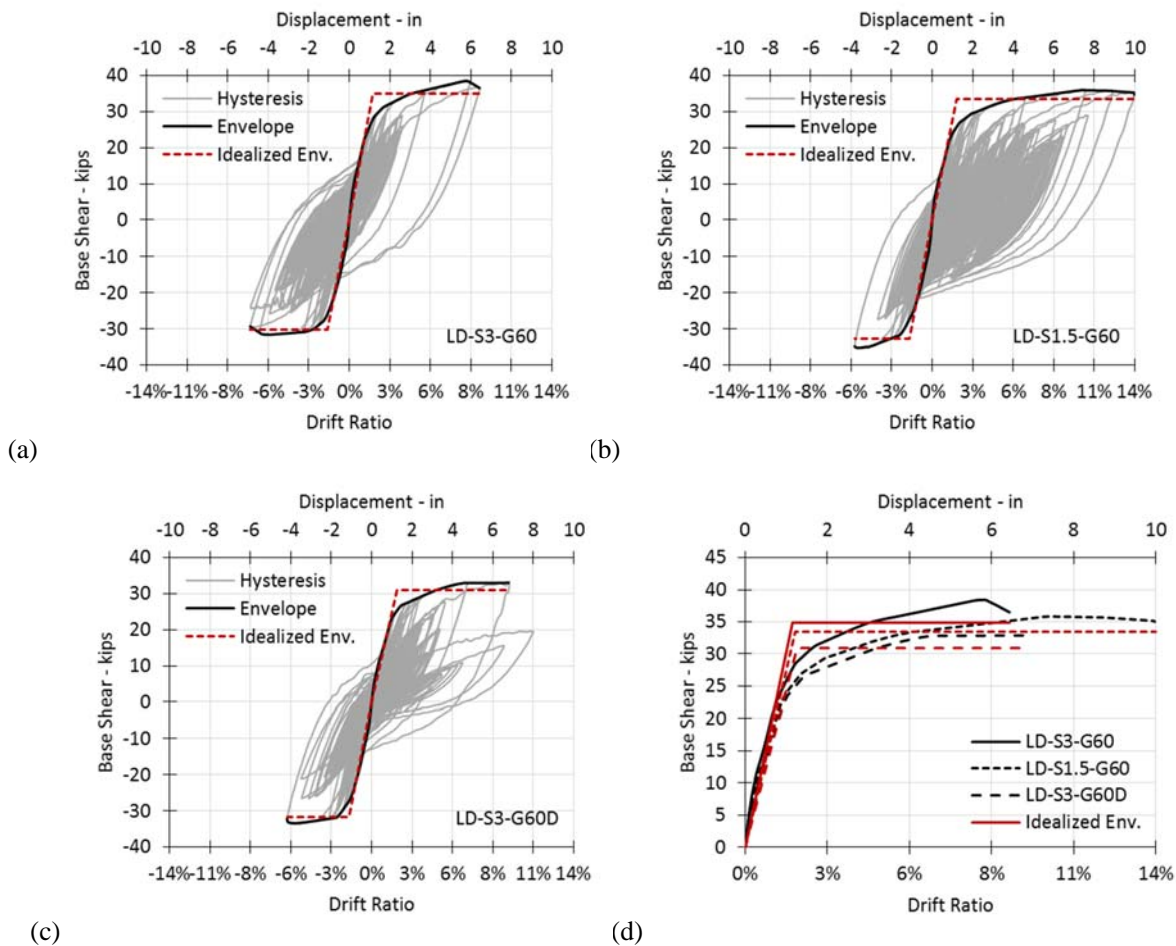 Displacement - in
-10 -8 -6 -4 -2 0 2 4 6 8 10
40
30
20
10
0
-10
-20
-30
-40
Base Shear - kips
Hysteresis
Envelope
Idealized Env.
LD-S3-G60
-14% -11% -8% -6% -3% 0% 3% 6% 8% 11% 14%
Drift Ratio
(a)
Displacement - in
-10 -8 -6 -4 -2 0 2 4 6 8 10
40
30
20
10
0
-10
-20
-30
-40
Base Shear - kips
Hysteresis
Envelope
Idealized Env.
LD-S1.5-G60
-14% -11% -8% -6% -3% 0% 3% 6% 8% 11% 14%
Drift Ratio
(b)
Displacement - in
-10 -8 -6 -4 -2 0 2 4 6 8 10
40
30
20
10
0
-10
-20
-30
-40
Base Shear - kips
Hysteresis
Envelope
Idealized Env.
LD-S3-G60D
-14% -11% -8% -6% -3% 0% 3% 6% 8% 11% 14%
Drift Ratio
(c)
Displacement - in
0 2 4 6 8 10
45
40
35
30
25
20
15
10
5
0
Base Shear - kips
LD-S3-G60
LD-S1.5-G60
LD-S3-G60D
Idealized Env.
0% 3% 6% 8% 11% 14%
Drift Ratio
(d)